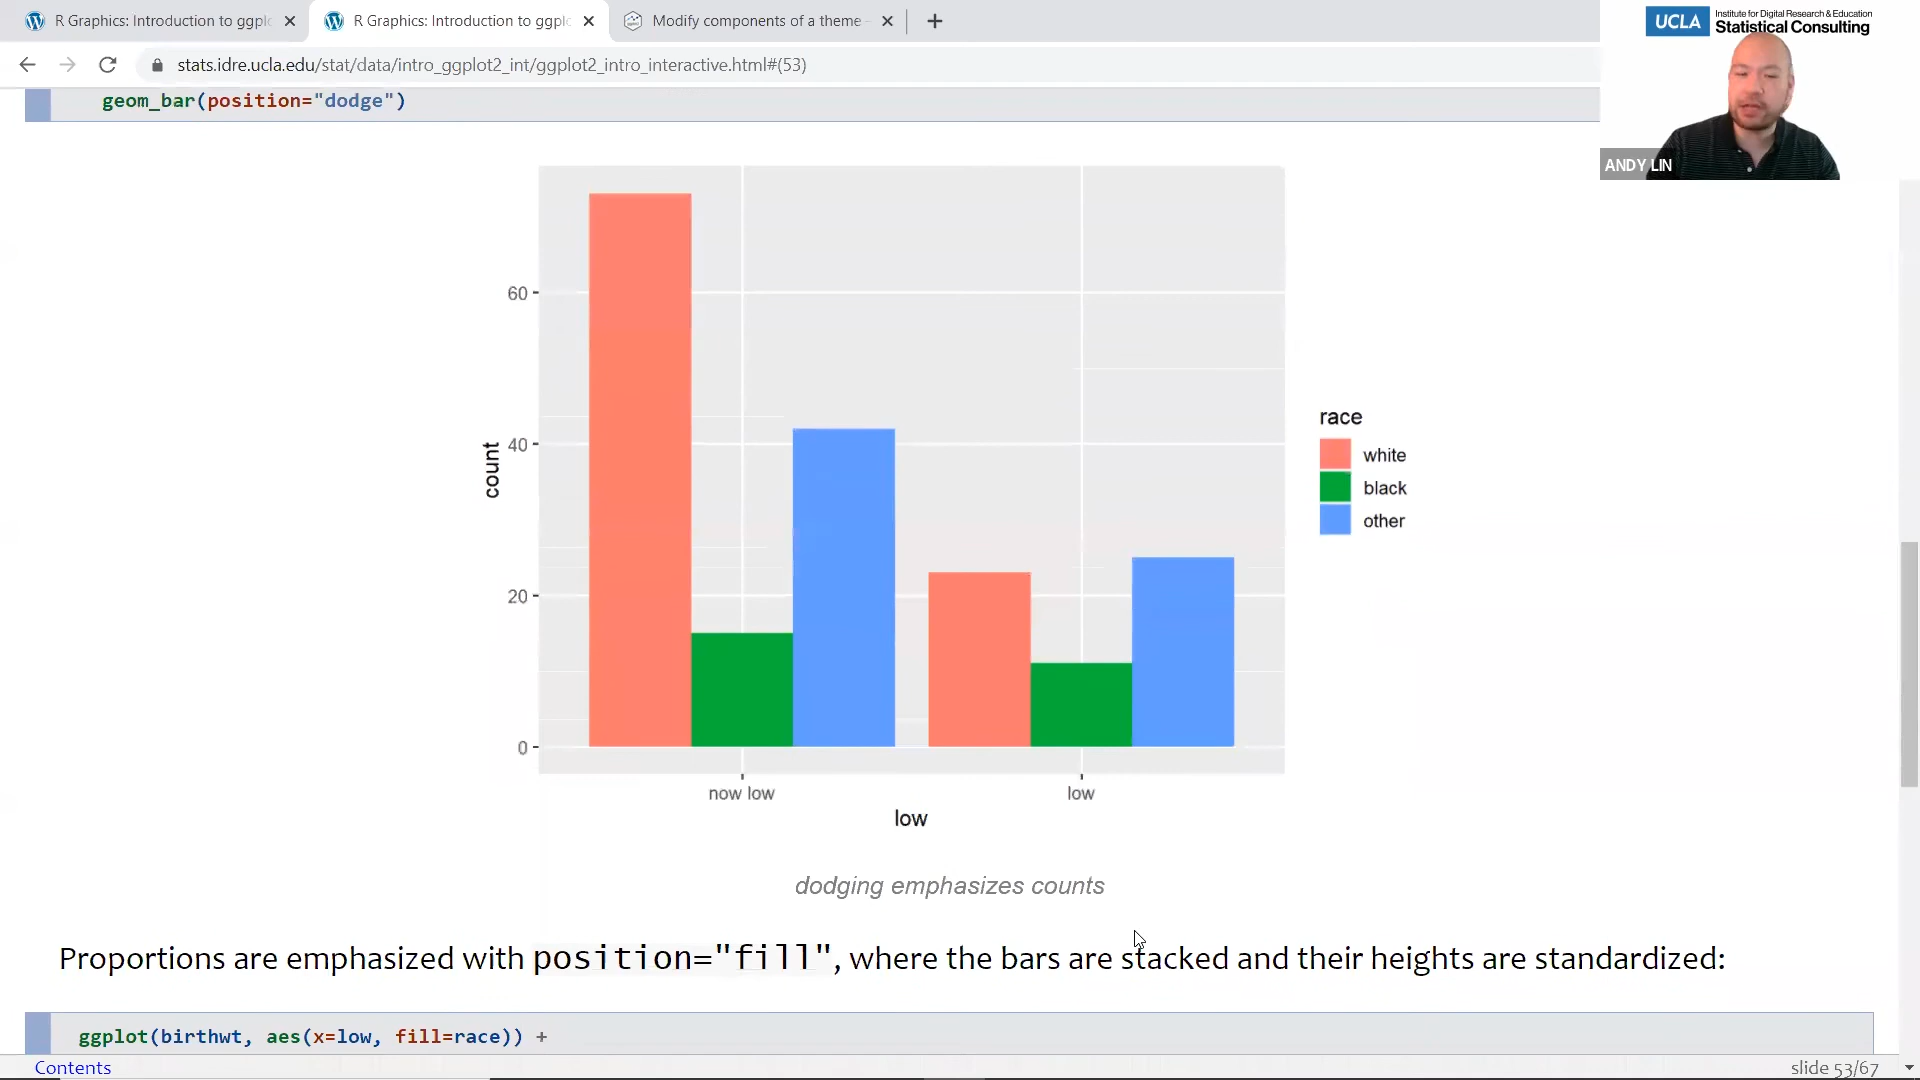 R Graphics: Introduction to ggpl
R Graphics: Introduction to ggpl
Modify components of a theme
stats.idre.ucla.edu/stat/data/intro_ggplot2_int/ggplot2_intro_interactive.html#(53)
UCLA Institute for Digital Research & Education
Statistical Consulting
ANDY LIN
geom_bar(position="dodge")
60
40
20
0
count
now low
low
low
race
white
black
other
dodging emphasizes counts
Proportions are emphasized with position="fill", where the bars are stacked and their heights are standardized:
ggplot(birthwt, aes(x=low, fill=race)) +
Contents
slide 53/67